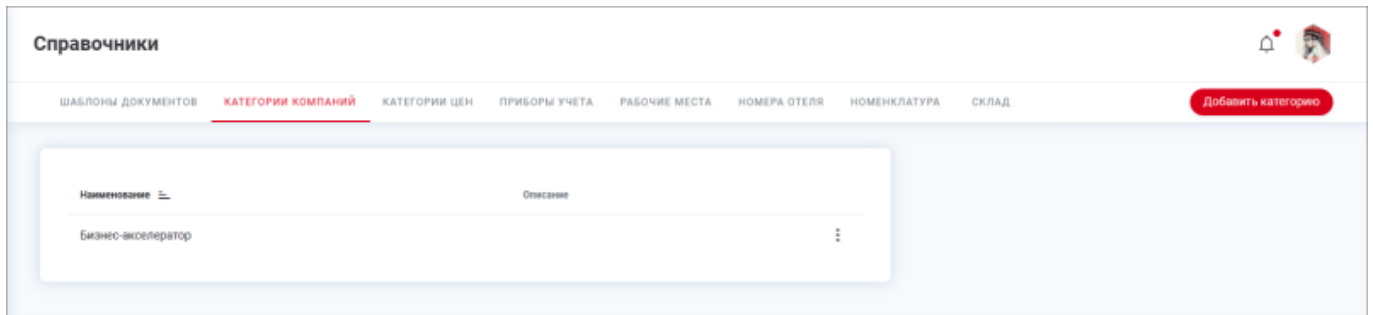 Справочники
ШАБЛОНЫ ДОКУМЕНТОВ КАТЕГОРИИ КОМПАНИЙ КАТЕГОРИИ ЦЕН ПРИБОРЫ УЧЕТА РАБОЧИЕ МЕСТА НОМЕРА ОТЕЛЯ НОМЕНКЛАТУРА СКЛАД Добавить категорию
Наименование Описание
Бизнес-акселератор